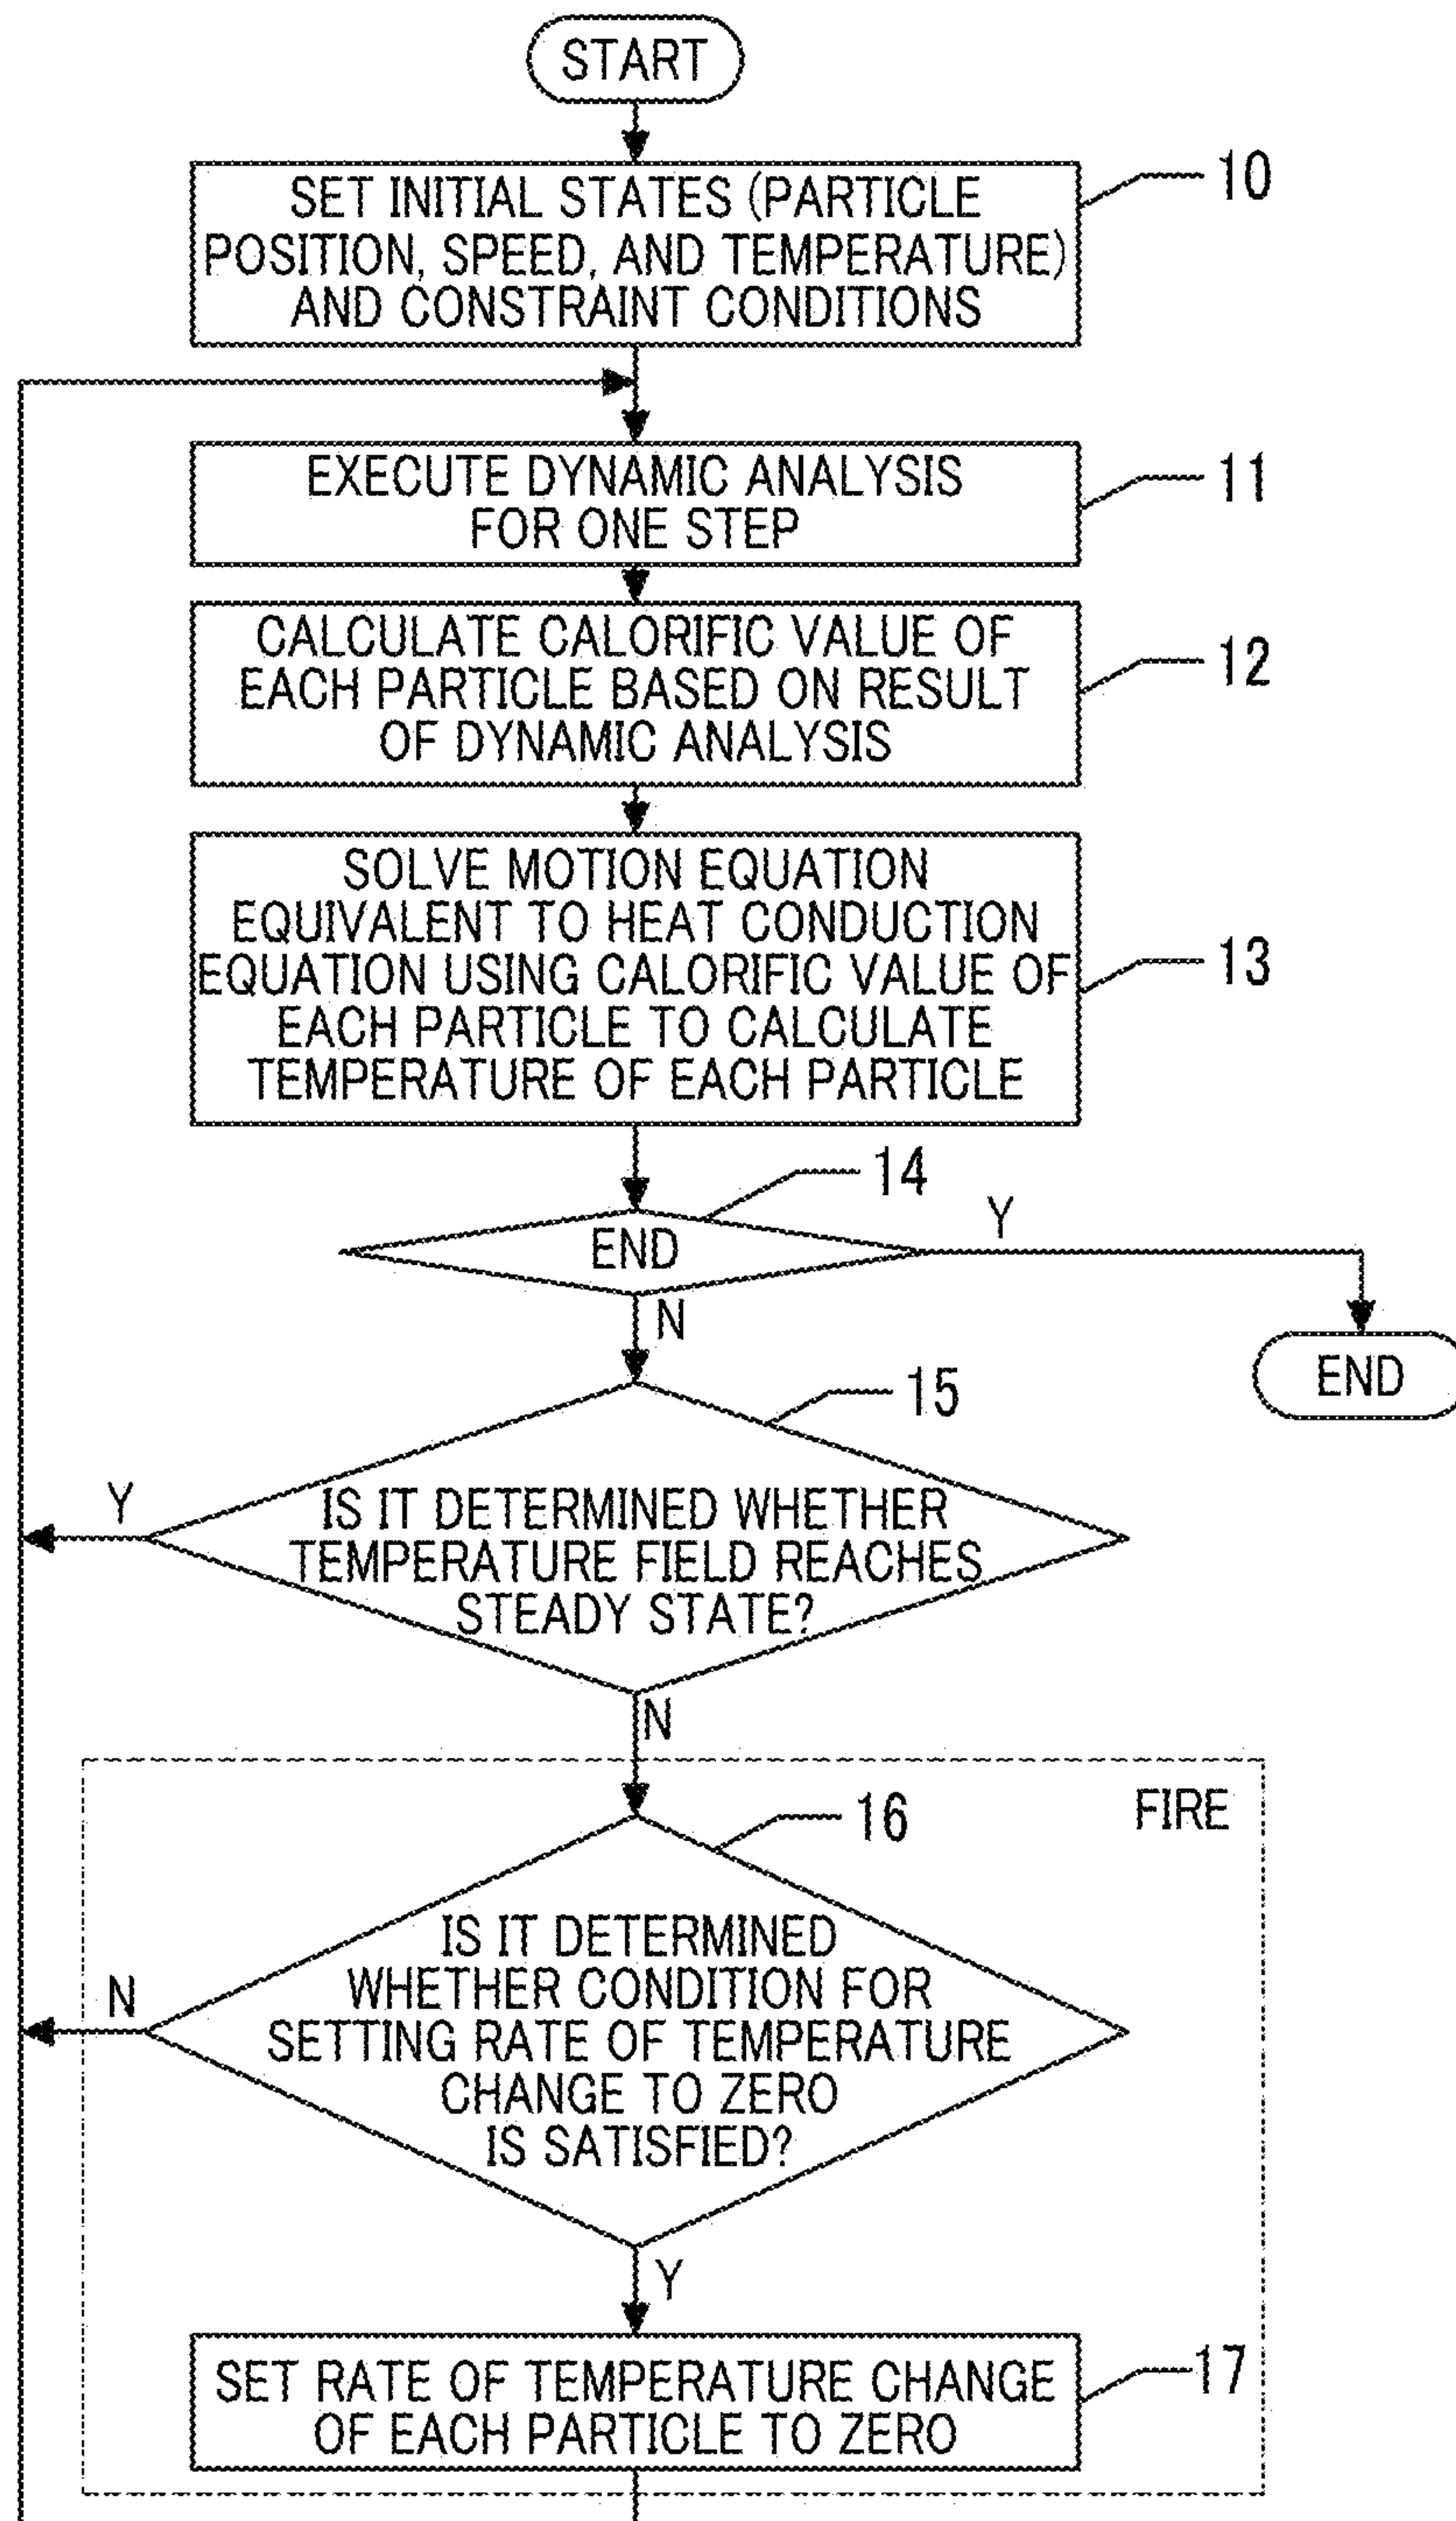 START
SET INITIAL STATES (PARTICLE
POSITION, SPEED, AND TEMPERATURE)
AND CONSTRAINT CONDITIONS
10
EXECUTE DYNAMIC ANALYSIS
FOR ONE STEP
11
CALCULATE CALORIFIC VALUE OF
EACH PARTICLE BASED ON RESULT
OF DYNAMIC ANALYSIS
12
SOLVE MOTION EQUATION
EQUIVALENT TO HEAT CONDUCTION
EQUATION USING CALORIFIC VALUE OF
EACH PARTICLE TO CALCULATE
TEMPERATURE OF EACH PARTICLE
13
14
END
Y
N
END
15
Y
IS IT DETERMINED WHETHER
TEMPERATURE FIELD REACHES
STEADY STATE?
N
FIRE
16
N
IS IT DETERMINED
WHETHER CONDITION FOR
SETTING RATE OF TEMPERATURE
CHANGE TO ZERO
IS SATISFIED?
Y
SET RATE OF TEMPERATURE CHANGE
OF EACH PARTICLE TO ZERO
17